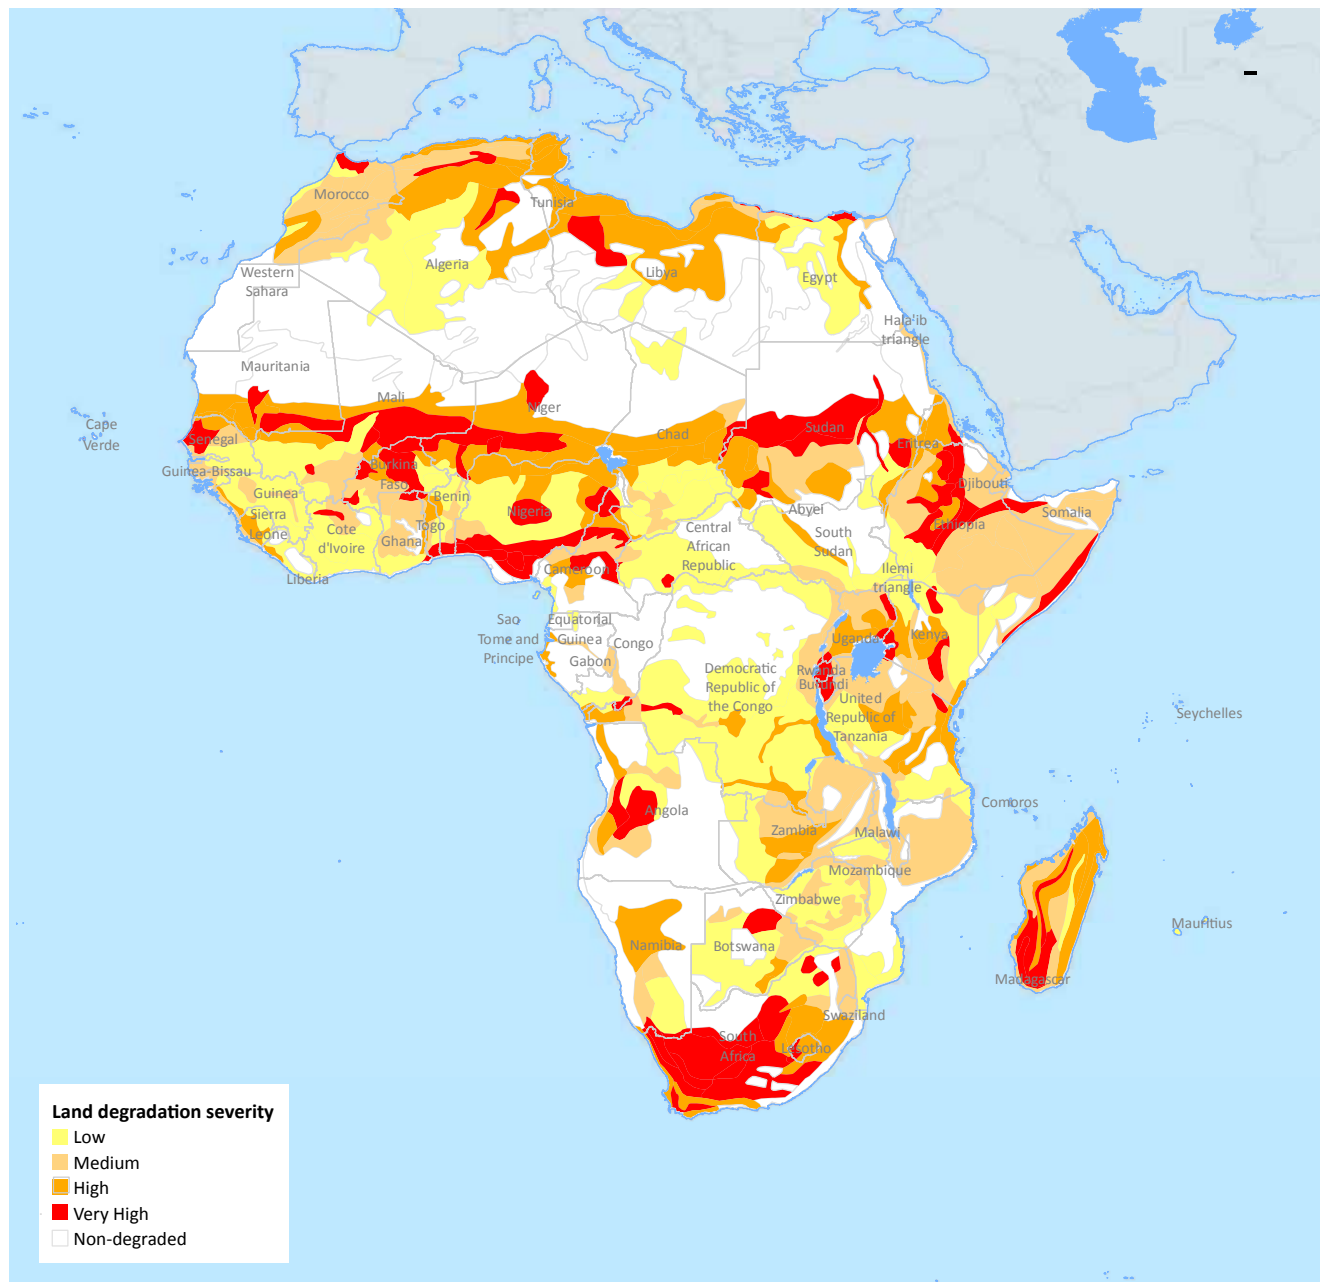 Morocco
Tunisia
Algeria
Libya
Egypt
Western
Sahara
Hala'ib
triangle
Mauritania
Mali
Niger
Chad
Sudan
Eritrea
Cape
Verde
Senegal
Guinea-Bissau
Burkina
Faso
Djibouti
Guinea
Benin
Nigeria
Abyei
Somalia
Sierra
Leone
Cote
d'Ivoire
Togo
Ghana
Central
African
Republic
South
Sudan
Ethiopia
Liberia
Cameroon
Ilemi
triangle
Sao
Tome and
Principe
Equatorial
Guinea
Gabon
Congo
Uganda
Kenya
Democratic
Republic of
the Congo
Rwanda
Burundi
United
Republic of
Tanzania
Seychelles
Angola
Comoros
Zambia
Malawi
Mozambique
Zimbabwe
Mauritius
Namibia
Botswana
Madagascar
Swaziland
South
Africa
Lesotho
Land degradation severity
Low
Medium
High
Very High
Non-degraded